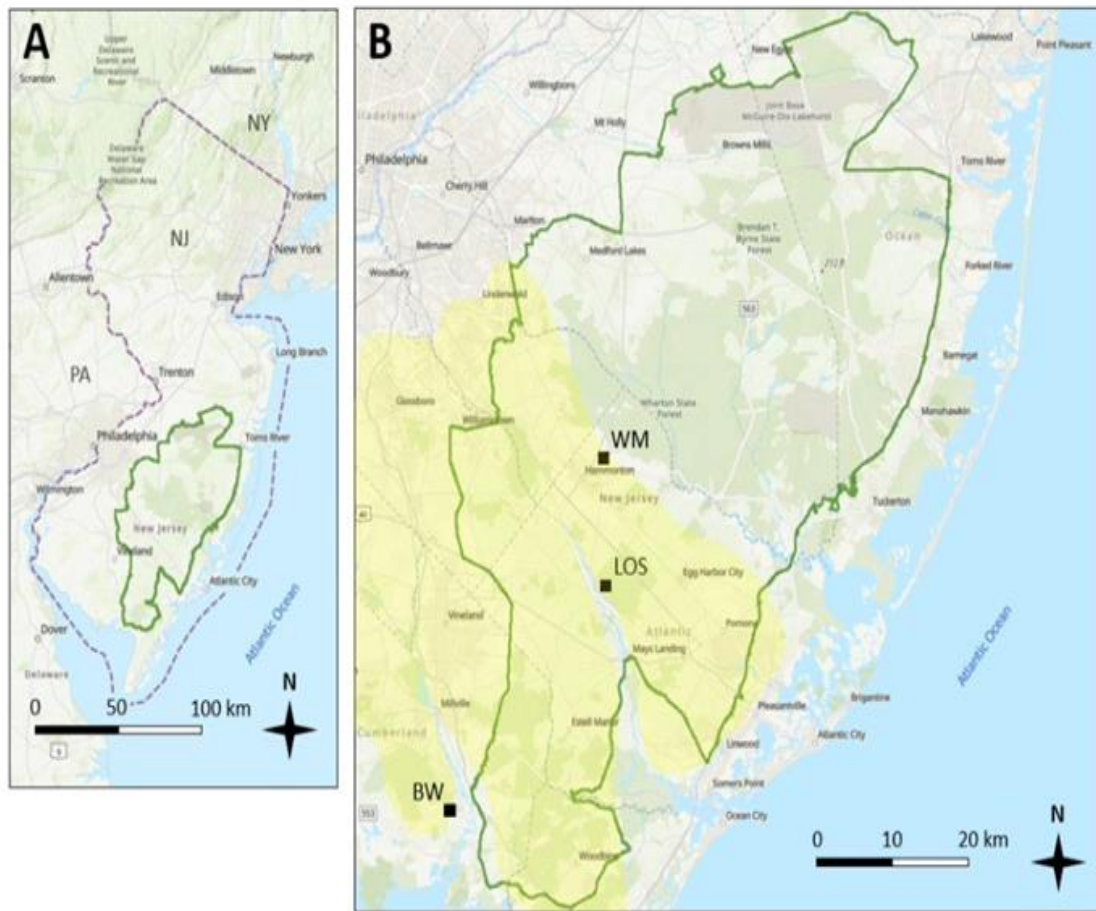 A
Upper
Delaware
Scenic and
Recreational
River
Scranton
Middletown
Newburgh
NY
Delaware
Water Gap
National
Recreation Area
Yonkers
NJ
New York
Allentown
Edison
Long Branch
PA
Trenton
Philadelphia
Toms River
Wilmington
New Jersey
Vineland
Atlantic City
Dover
Atlantic Ocean
Delaware
0 50 100 km
N
B
New Egypt
Lakewood
Point Pleasant
Willingboro
Joint Base
McGuire-Dix-Lakehurst
Mt Holly
Browns Mills
Philadelphia
Toms River
Cherry Hill
Marlton
Bellmawr
Medford Lakes
Brendan T.
Byrne State
Forest
Ocean
Woodbury
Forked River
Lindenwold
563
Barnegat
Glassboro
Wharton State
Forest
Manahawkin
Williamstown
WM
Hammonton
New Jersey
Tuckerton
40
LOS
Egg Harbor City
Vineland
Atlantic
Pomona
Mays Landing
Atlantic Ocean
Millville
Estell Manor
Pleasantville
Brigantine
Cumberland
Linwood
Atlantic City
BW
Somers Point
553
Ocean City
Woodbine
0 10 20 km
N